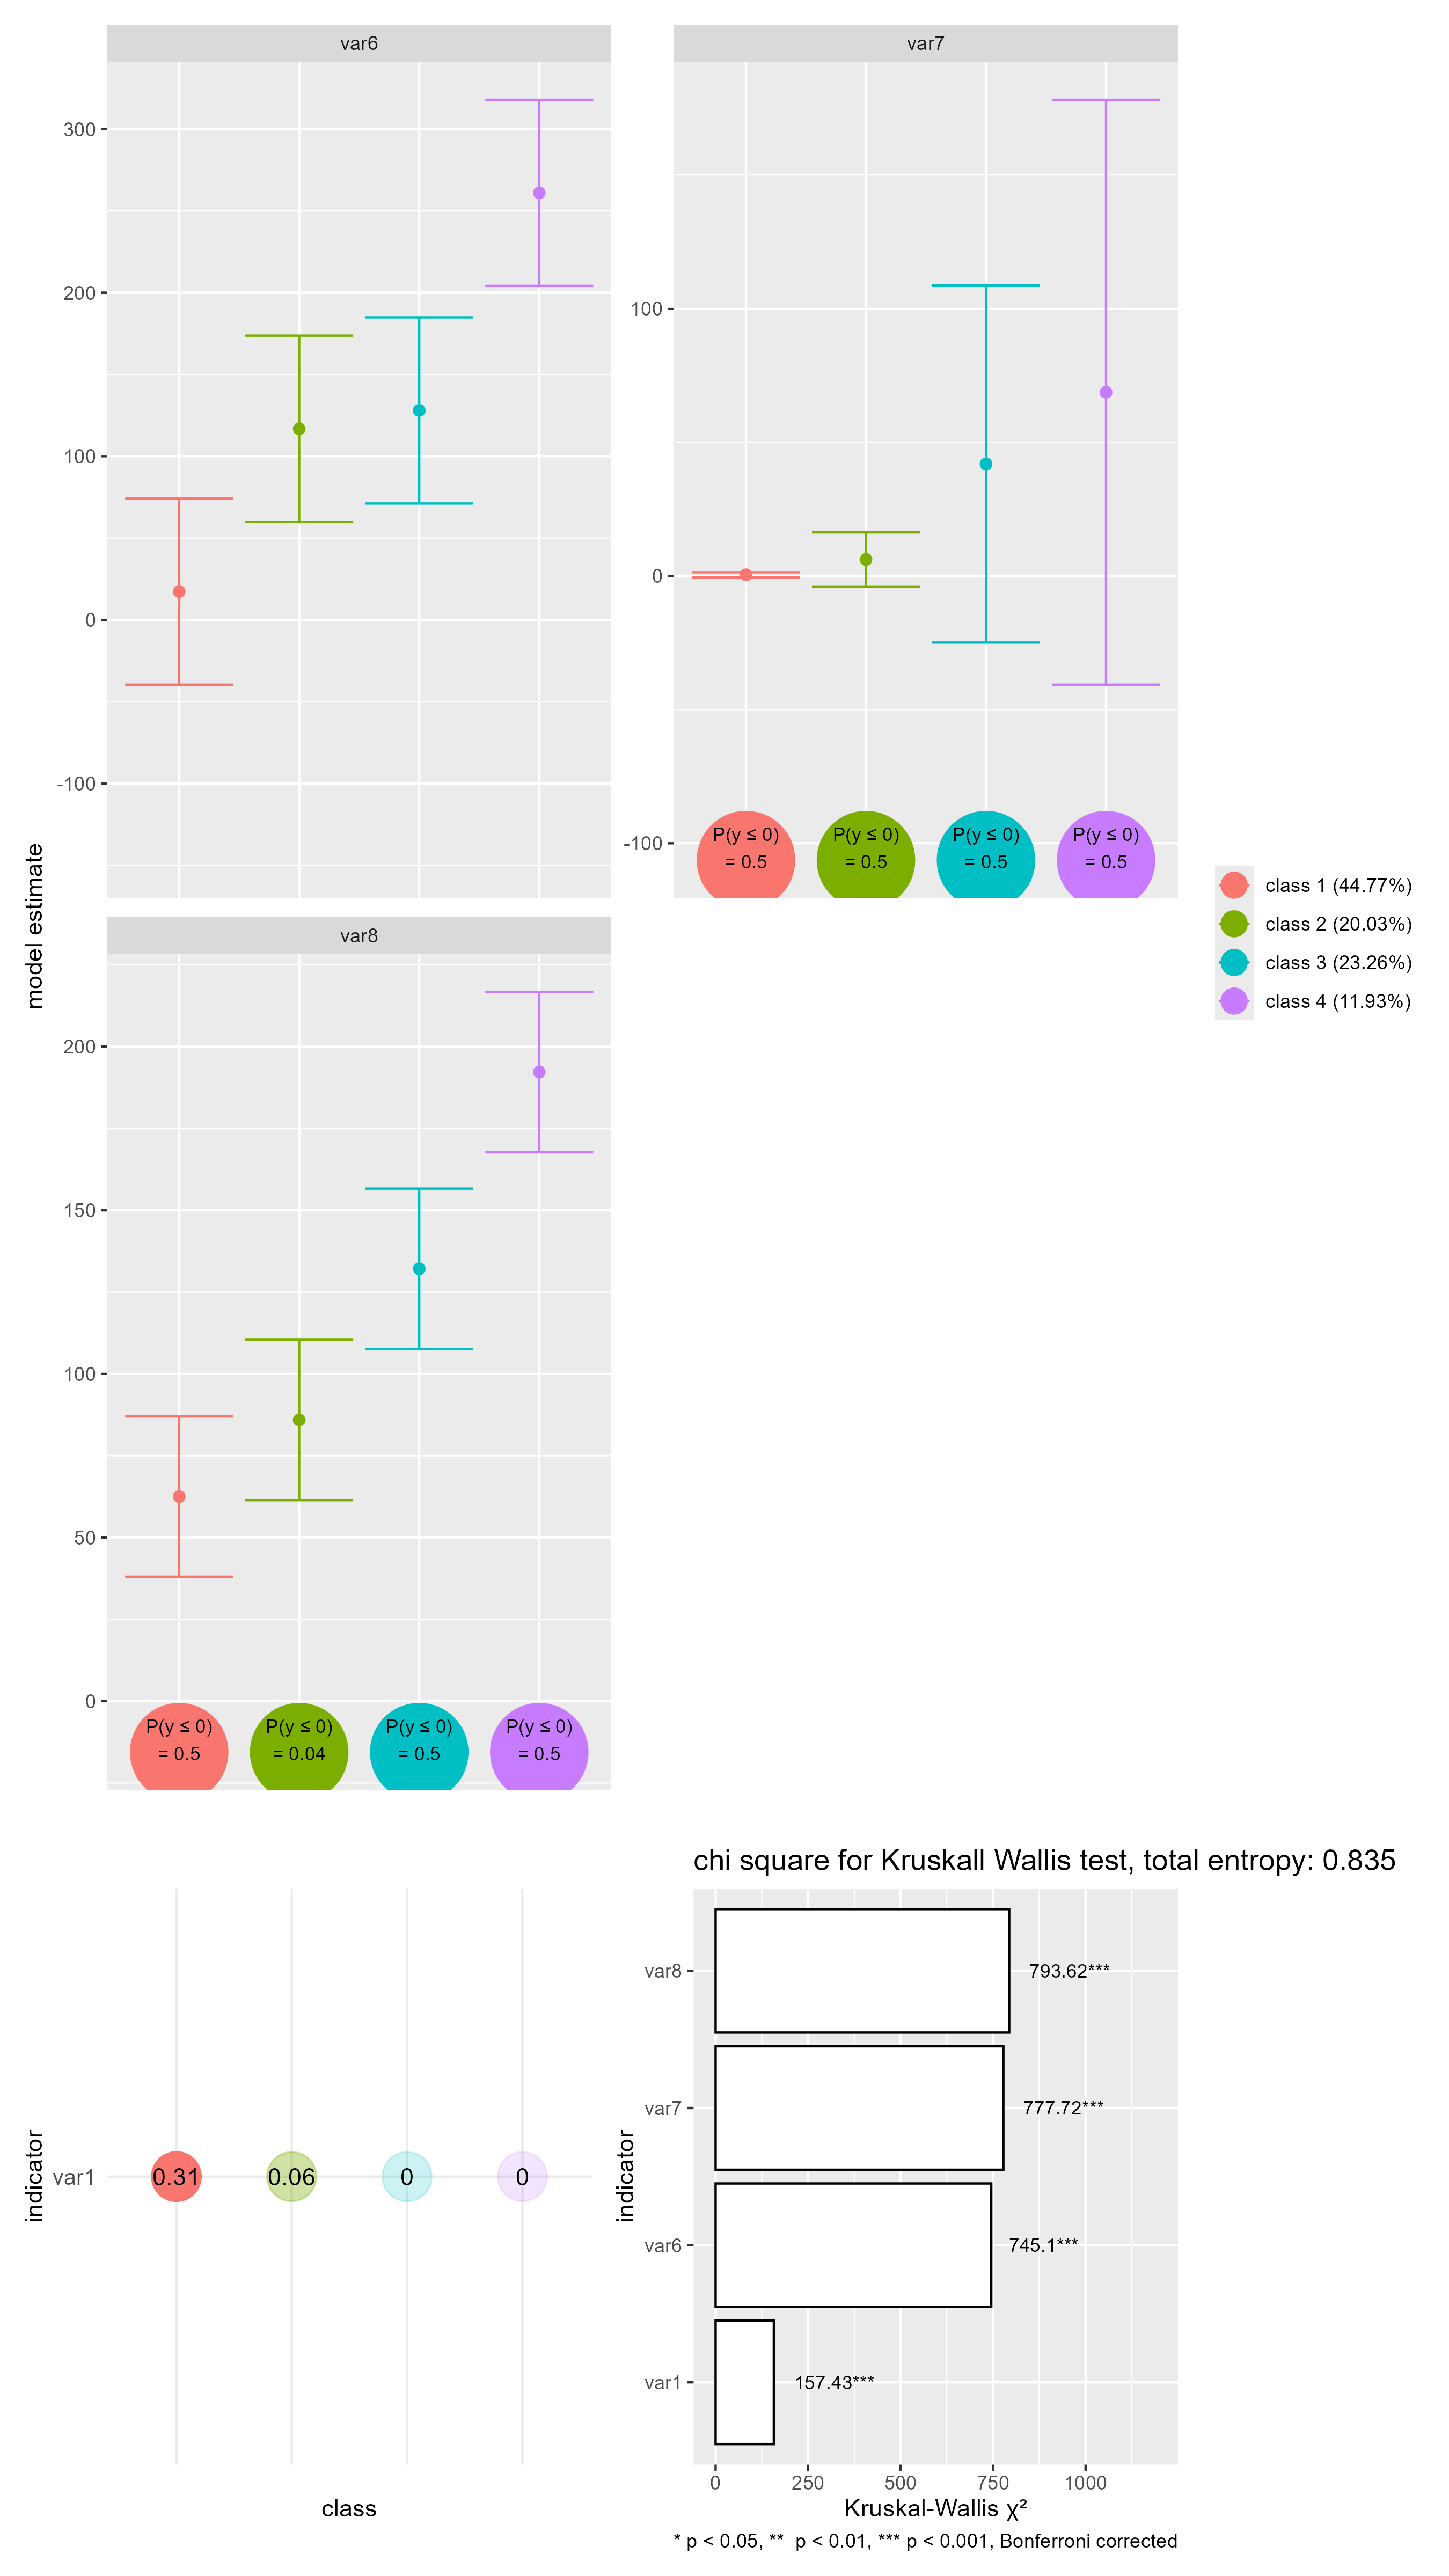 var6
var7
300
200
100
0
-100
100
0
-100
P(y ≤ 0)
= 0.5
P(y ≤ 0)
= 0.5
P(y ≤ 0)
= 0.5
P(y ≤ 0)
= 0.5
model estimate
class 1 (44.77%)
class 2 (20.03%)
class 3 (23.26%)
class 4 (11.93%)
var8
200
150
100
50
0
P(y ≤ 0)
= 0.5
P(y ≤ 0)
= 0.04
P(y ≤ 0)
= 0.5
P(y ≤ 0)
= 0.5
indicator
var1
0.31
0.06
0
0
class
chi square for Kruskall Wallis test, total entropy: 0.835
indicator
var8
793.62***
var7
777.72***
var6
745.1***
var1
157.43***
0
250
500
750
1000
Kruskal-Wallis χ²
* p < 0.05, **  p < 0.01, *** p < 0.001, Bonferroni corrected